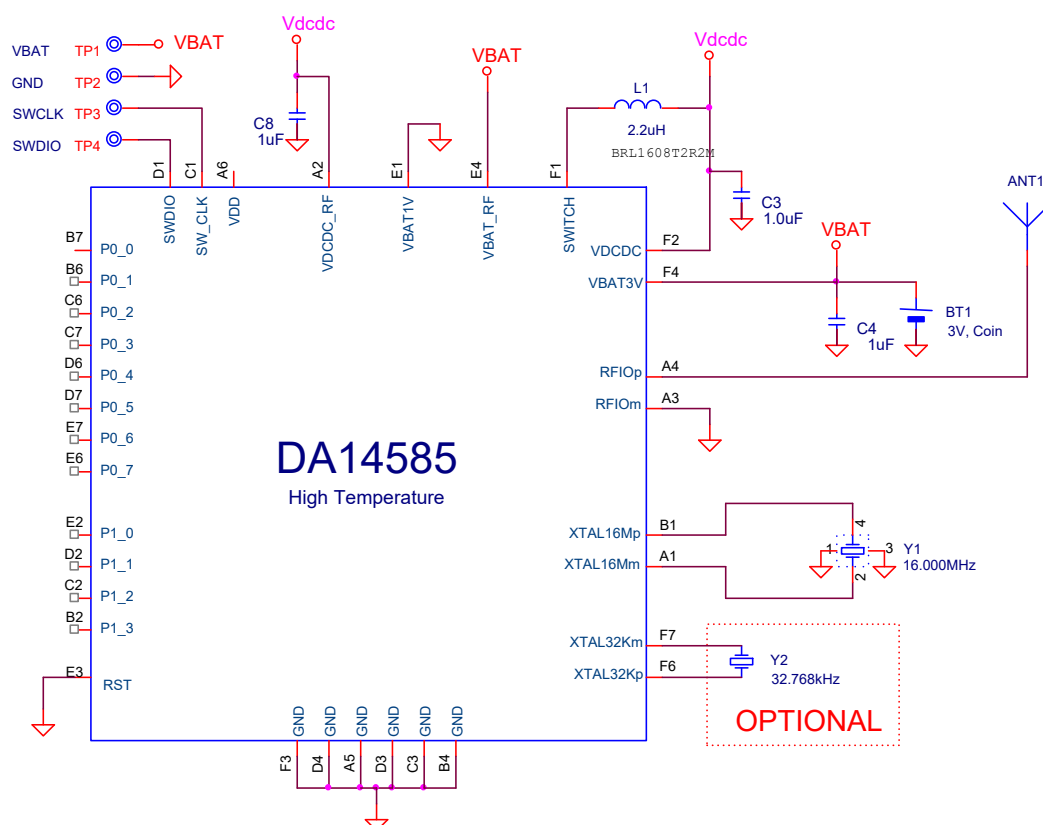 Vdcdc
VBAT TP1 VBAT
GND TP2
SWCLK TP3
SWDIO TP4
C8
1uF
VBAT
Vdcdc
L1
2.2uH
BRL1608T2R2M
C3
1.0uF
ANT1
D1 C1 A6 A2 E1 E4 F1
SWDIO SW_CLK VDD VDCDC_RF VBAT1V VBAT_RF SWITCH
B7 P0_0
B6 P0_1
C6 P0_2
C7 P0_3
D6 P0_4
D7 P0_5
E7 P0_6
E6 P0_7
E2 P1_0
D2 P1_1
C2 P1_2
B2 P1_3
E3 RST
DA14585
High Temperature
VDCDC F2
VBAT3V F4
VBAT
C4
1uF
BT1
3V, Coin
RFIOp A4
RFIOm A3
XTAL16Mp B1
XTAL16Mm A1
4
1
3
2
Y1
16.000MHz
XTAL32Km F7
XTAL32Kp F6
Y2
32.768kHz
OPTIONAL
GND GND GND GND GND GND
F3 D4 A5 D3 C3 B4